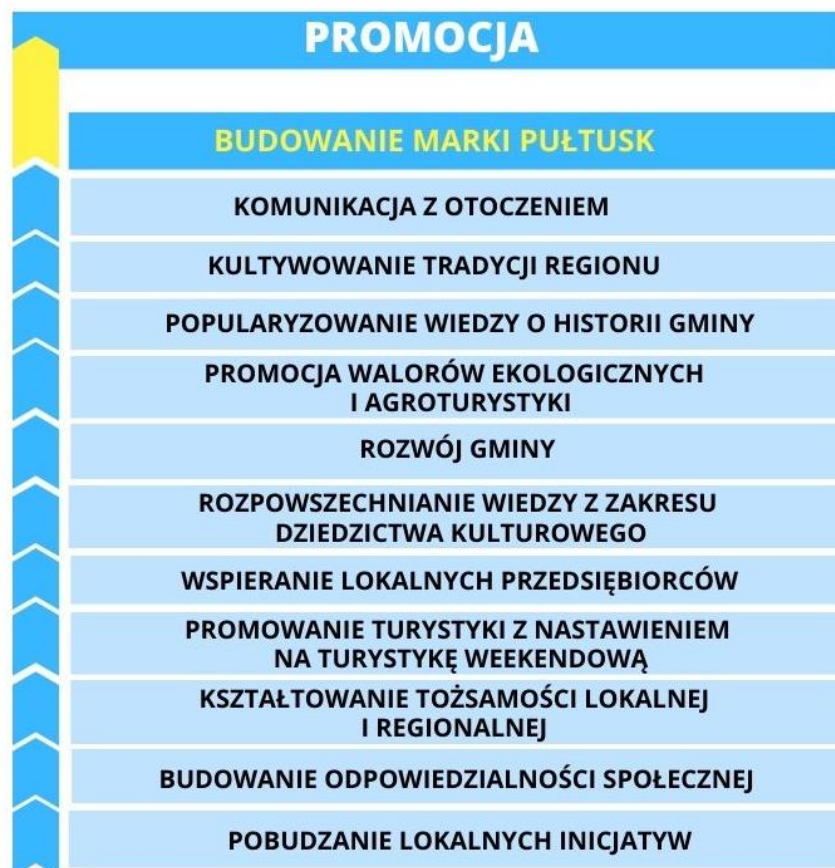 PROMOCJA
BUDOWANIE MARKI PUŁTUSK
KOMUNIKACJA Z OTOCZENIEM
KULTYWOWANIE TRADYCJI REGIONU
POPULARYZOWANIE WIEDZY O HISTORII GMINY
PROMOCJA WALORÓW EKOLOGICZNYCH
I AGROTURYSTYKI
ROZWÓJ GMINY
ROZPOWSZECHNIANIE WIEDZY Z ZAKRESU
DZIEDZICTWA KULTUROWEGO
WSPIERANIE LOKALNYCH PRZEDSIĘBIORCÓW
PROMOWANIE TURYSTYKI Z NASTAWIENIEM
NA TURYSTYKĘ WEEKENDOWĄ
KSZTAŁTOWANIE TOŻSAMOŚCI LOKALNEJ
I REGIONALNEJ
BUDOWANIE ODPOWIEDZIALNOŚCI SPOŁECZNEJ
POBUDZANIE LOKALNYCH INICJATYW